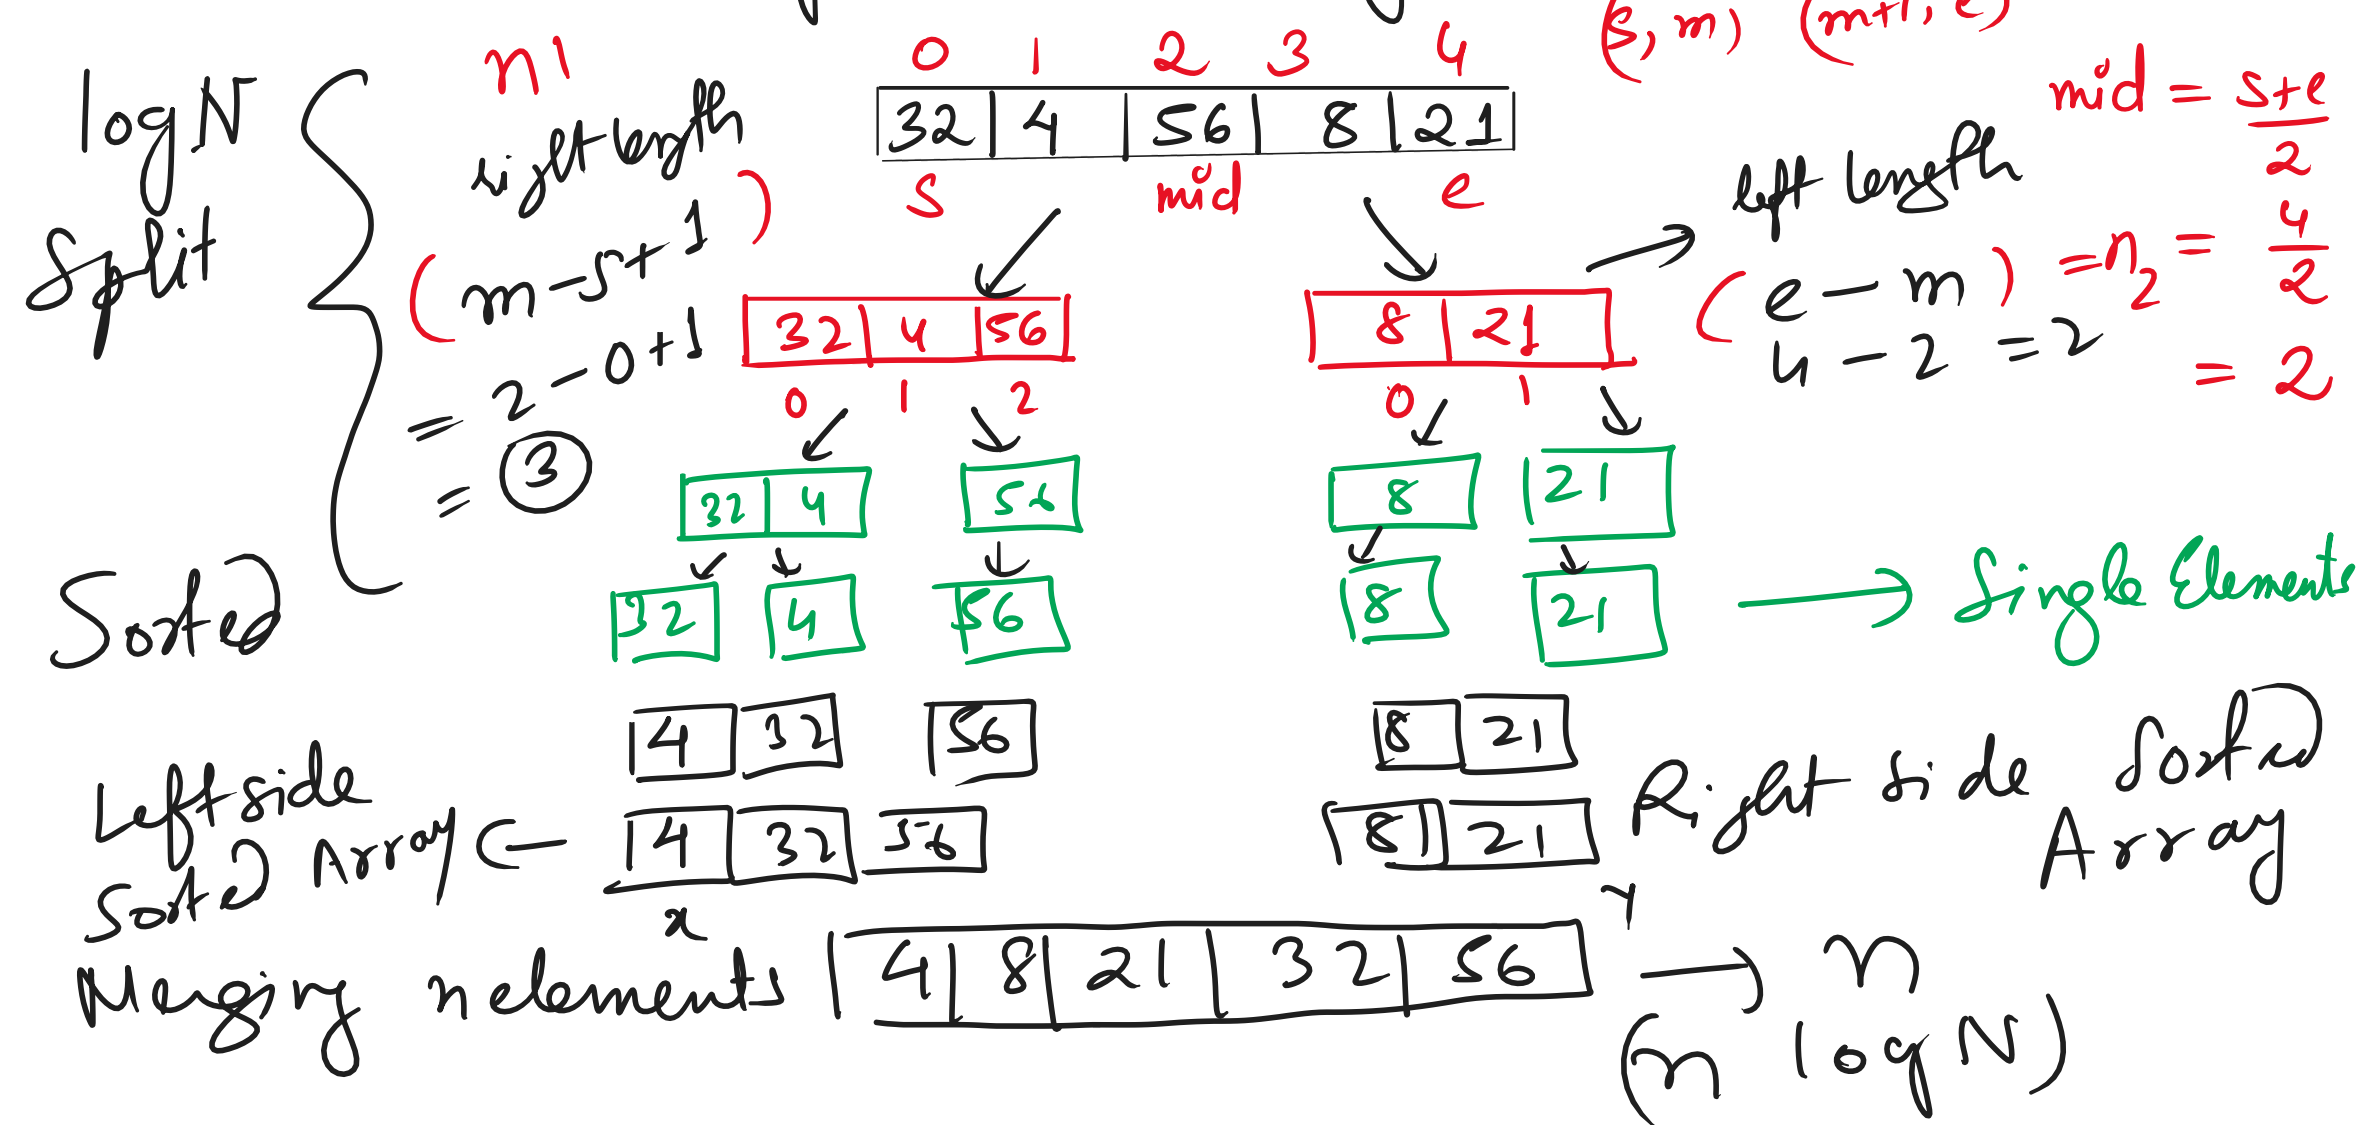 (s, m) (m+1, e)
n1
0 1 2 3 4
mid = s+e
2
logN
right length
32 4 56 8 21
left length
s mid e
= 4
2
Split
(m-s+1)
(e-m) = n2
32 4 56
8 21
4-2 = 2
= 2-0+1
= 2
0 1 2
0 1
= 3
32 4
56
8
21
Sorted
32 4 56
8 21
Single Elements
4 32 56
8 21
Left side
Sorted Array
4 32 56
8 21
Right side Sorted
Array
x
y
Merging n elements
4 8 21 32 56
n
(n logN)